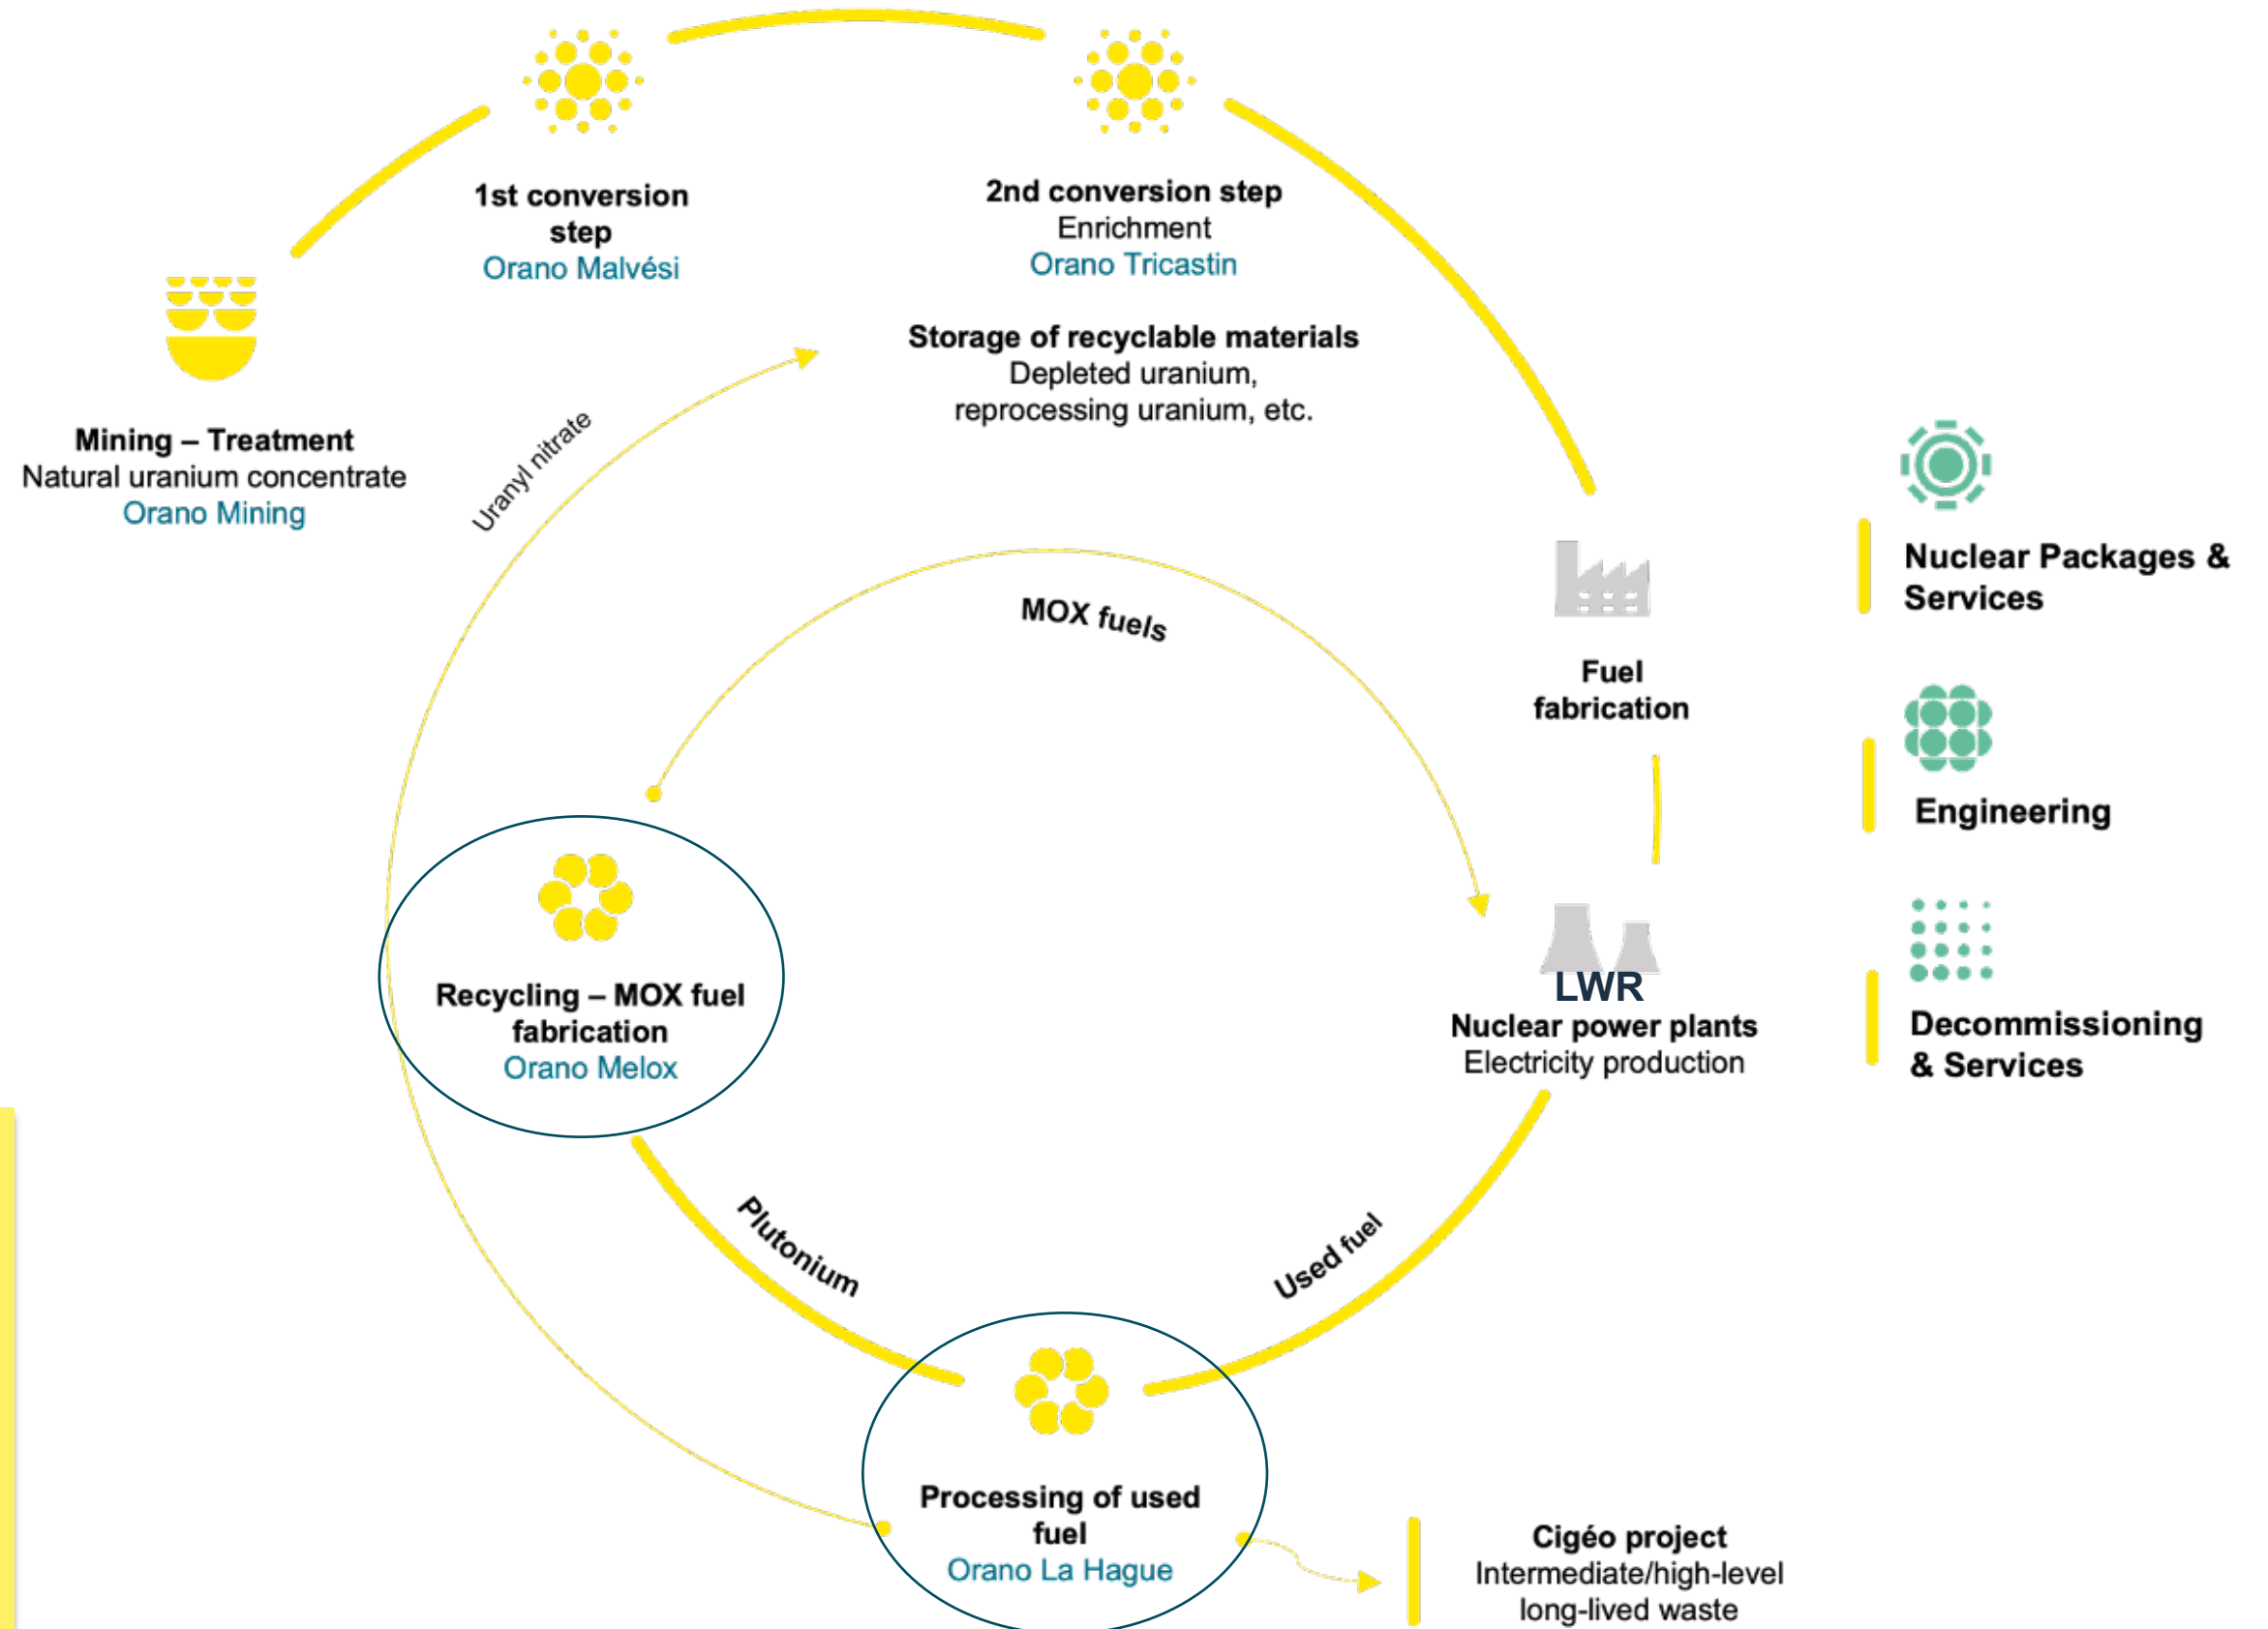 1st conversion
step
Orano Malvési
2nd conversion step
Enrichment
Orano Tricastin
Storage of recyclable materials
Depleted uranium,
reprocessing uranium, etc.
Mining – Treatment
Natural uranium concentrate
Orano Mining
Uranyl nitrate
MOX fuels
Fuel
fabrication
Nuclear Packages &
Services
Engineering
Decommissioning
& Services
LWR
Nuclear power plants
Electricity production
Recycling – MOX fuel
fabrication
Orano Melox
Plutonium
Used fuel
Processing of used
fuel
Orano La Hague
Cigéo project
Intermediate/high-level
long-lived waste